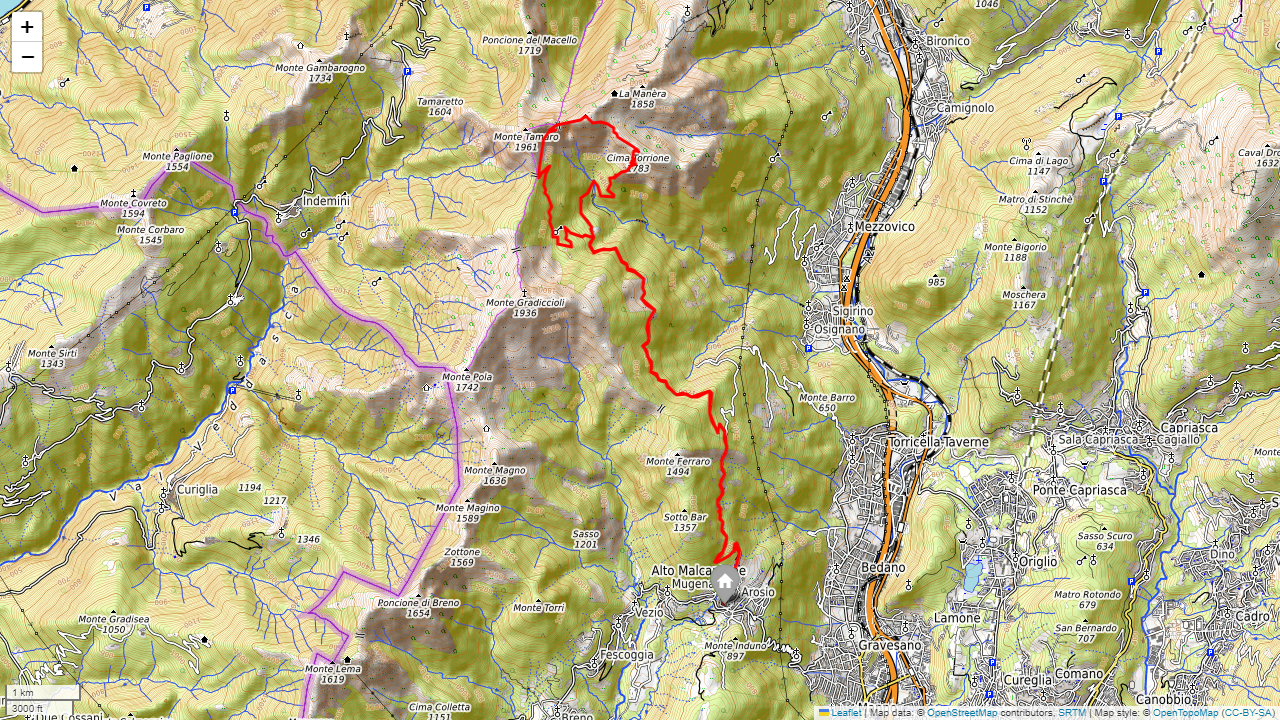 +
−
Bironico
1046
Poncione del Macello
1719
Monte Gambarogno
1734
Tamaretto
1604
La Manèra
1858
Camignolo
Monte Tamaro
1961
Cima Torrione
1783
Monte Paglione
1554
Cima di Lago
1147
Caval Dro
1632
Matro di Stinchè
1152
Monte Covreto
1594
Indemini
Monte Corbaro
1545
Mezzovico
Monte Bigorio
1188
985
Moschera
1167
Monte Gradiccioli
1936
Sigirino
Osignano
Monte Sirti
1343
Monte Pola
1742
Val Vedasca
Monte Barro
650
Torricella-Taverne
Sala Capriasca
Cagiallo
Capriasca
Monte
Monte Ferraro
1494
Monte Magno
1636
Ponte Capriasca
Curiglia
1194
1217
Monte Magino
1589
Sotto Bar
1357
1346
Sasso
1201
Sasso Scuro
634
Zottone
1569
Dino
Origlio
Alto Malca
e
Bedano
Mugena
Arosio
Matro Rotondo
679
Poncione di Breno
1654
Monte Torri
Vezio
Monte Gradisea
1050
Lamone
Cadro
San Bernardo
707
Monte Induno
897
Gravesano
Fescoggia
Monte Lema
1619
Cureglia
Comano
Canobbio
1 km
3000 ft
Due Cossani
Cima Colletta
1151
Breno
Leaflet | Map data: © OpenStreetMap contributors, SRTM | Map style: © OpenTopoMap (CC-BY-SA)